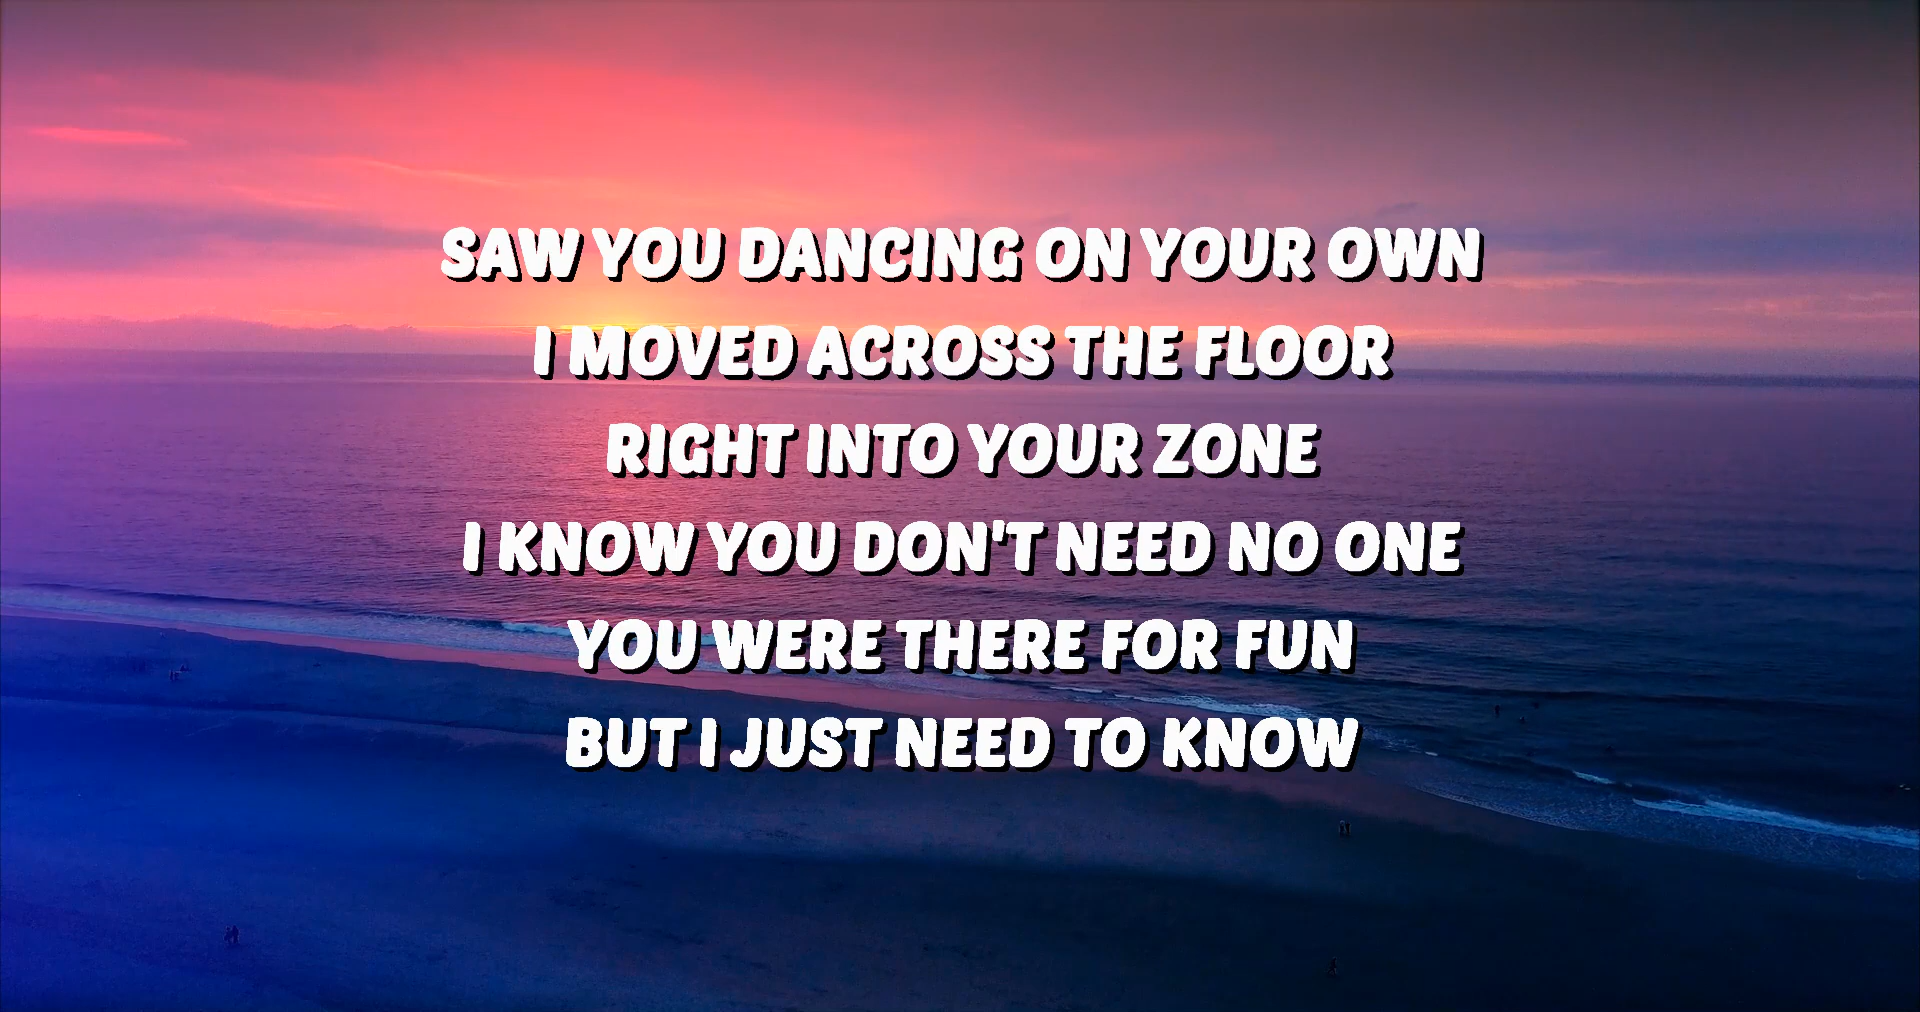 SAW YOU DANCING ON YOUR OWN
I MOVED ACROSS THE FLOOR
RIGHT INTO YOUR ZONE
I KNOW YOU DON'T NEED NO ONE
YOU WERE THERE FOR FUN
BUT I JUST NEED TO KNOW